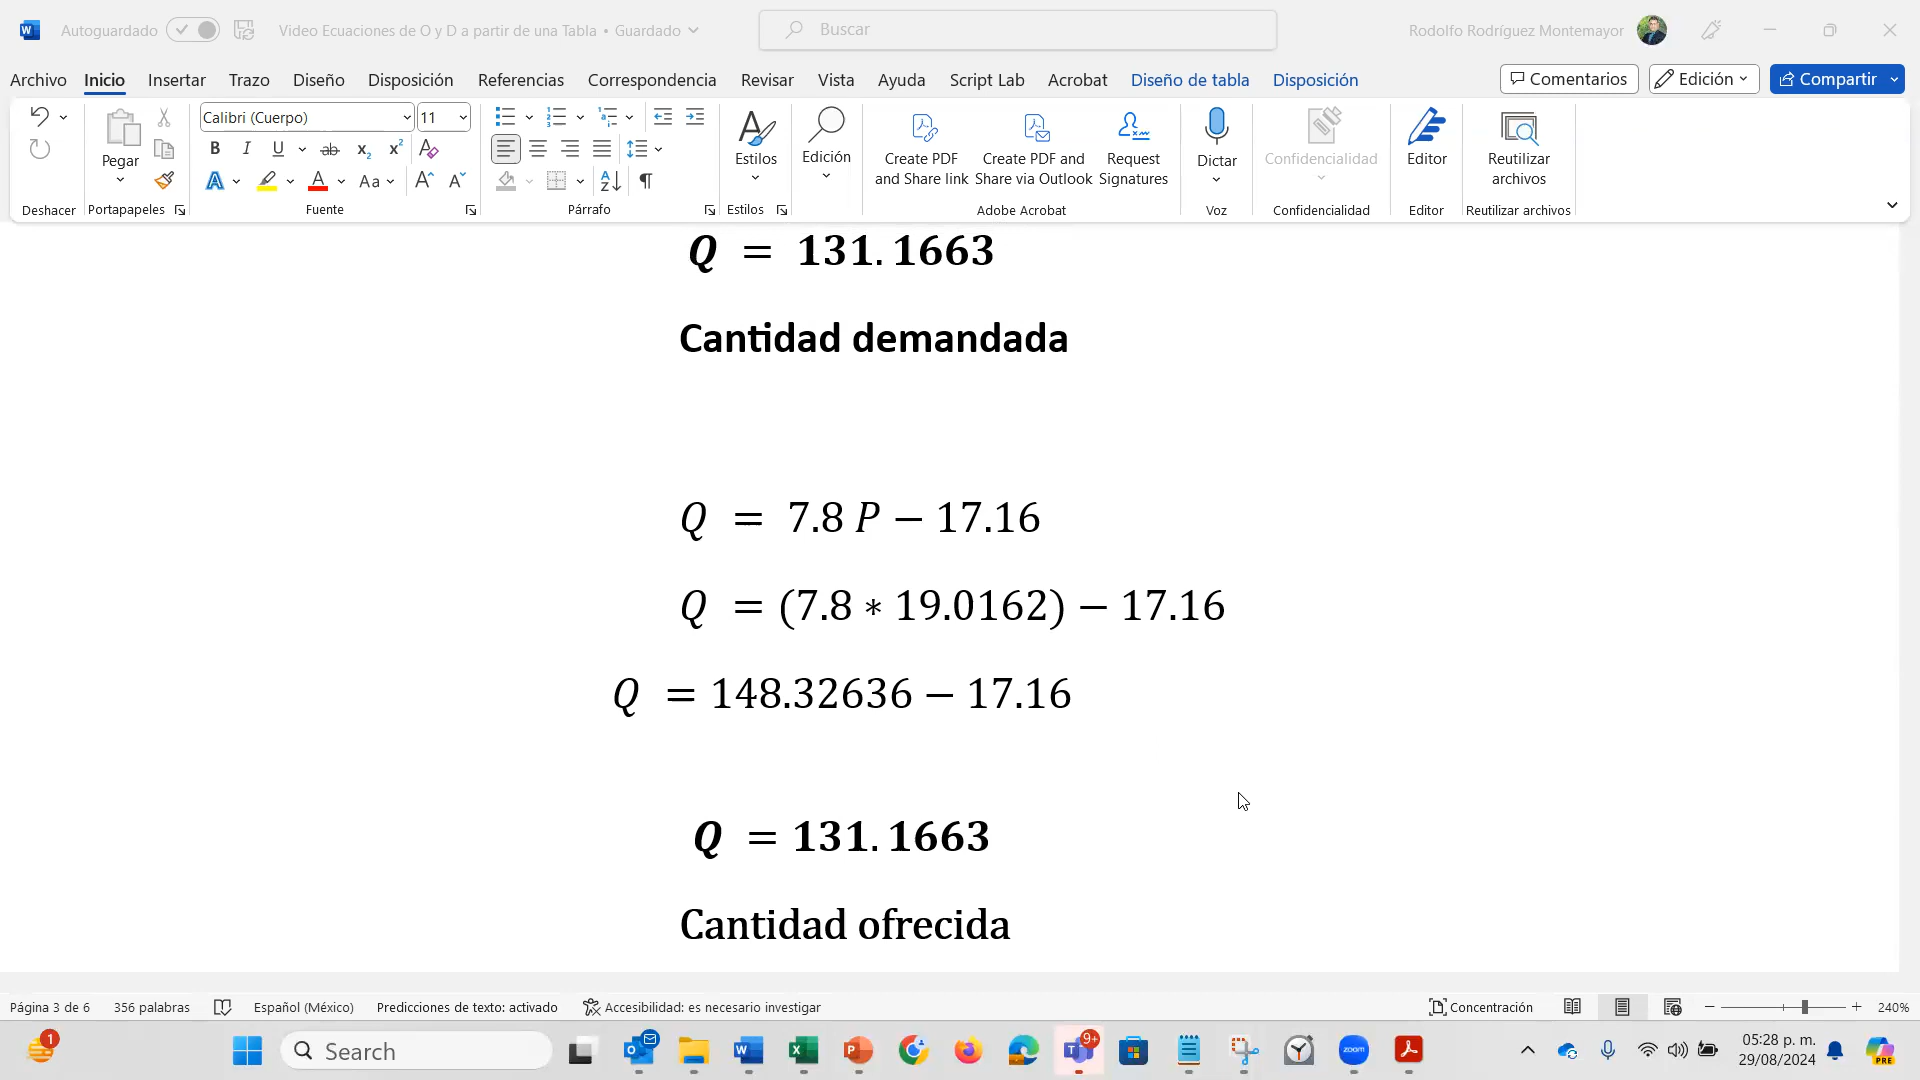 Autoguardado Video Ecuaciones de O y D a partir de una Tabla • Guardado Buscar Rodolfo Rodríguez Montemayor
Archivo Inicio Insertar Trazo Diseño Disposición Referencias Correspondencia Revisar Vista Ayuda Script Lab Acrobat Diseño de tabla Disposición Comentarios Edición Compartir
Calibri (Cuerpo) 11
Pegar
Estilos
Edición
Create PDF and Share link
Create PDF and Share via Outlook
Request Signatures
Dictar
Confidencialidad
Editor
Reutilizar archivos
Deshacer Portapapeles Fuente Párrafo Estilos Adobe Acrobat Voz Confidencialidad Editor Reutilizar archivos
Q = 131.1663
Cantidad demandada
Q = 7.8 P − 17.16
Q = (7.8 * 19.0162) − 17.16
Q = 148.32636 − 17.16
Q = 131.1663
Cantidad ofrecida
Página 3 de 6 356 palabras Español (México) Predicciones de texto: activado Accesibilidad: es necesario investigar Concentración 240%
1 Search 9+ zoom 05:28 p. m.
29/08/2024 PRE